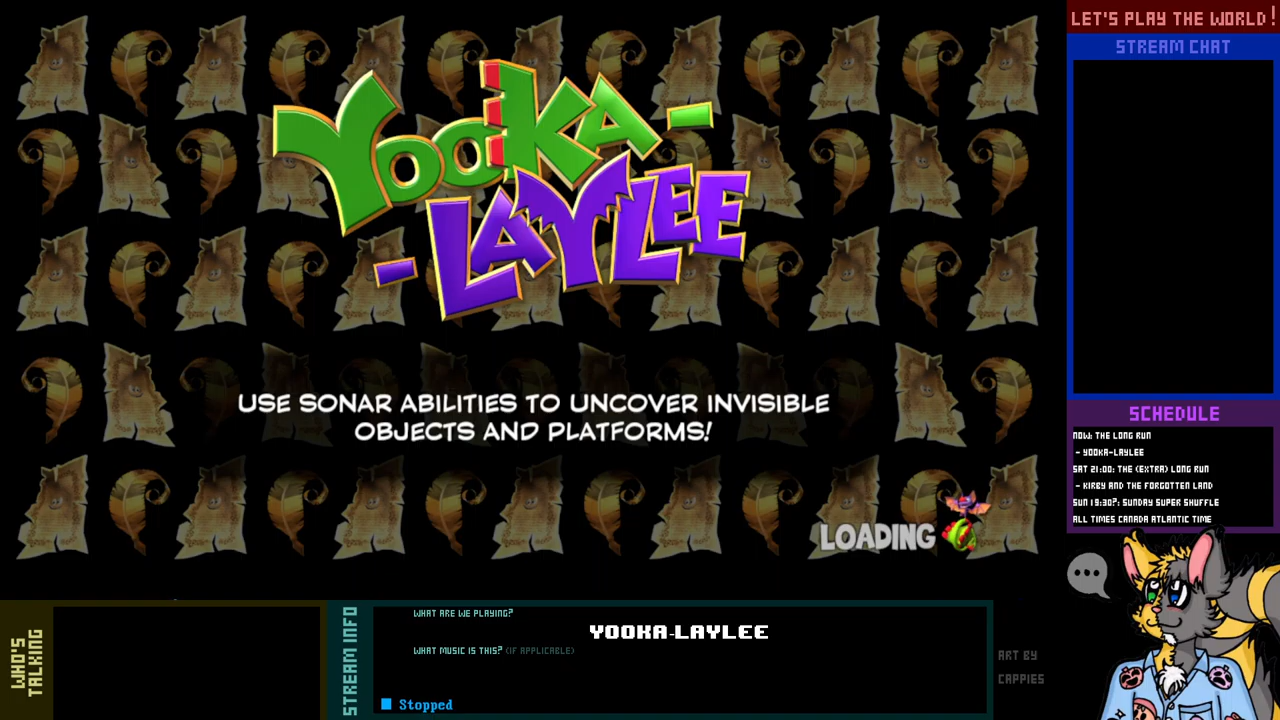 YOOKA-
-LAYLEE
USE SONAR ABILITIES TO UNCOVER INVISIBLE
OBJECTS AND PLATFORMS!
LOADING
LET'S PLAY THE WORLD!
STREAM CHAT
SCHEDULE
NOW: THE LONG RUN
- YOOKA-LAYLEE
SAT 21:00: THE (EXTRA) LONG RUN
- KIRBY AND THE FORGOTTEN LAND
SUN 19:30?: SUNDAY SUPER SHUFFLE
ALL TIMES CANADA ATLANTIC TIME
WHO'S
TALKING
STREAM INFO
WHAT ARE WE PLAYING?
YOOKA-LAYLEE
WHAT MUSIC IS THIS? (IF APPLICABLE)
Stopped
ART BY
CAPPIES